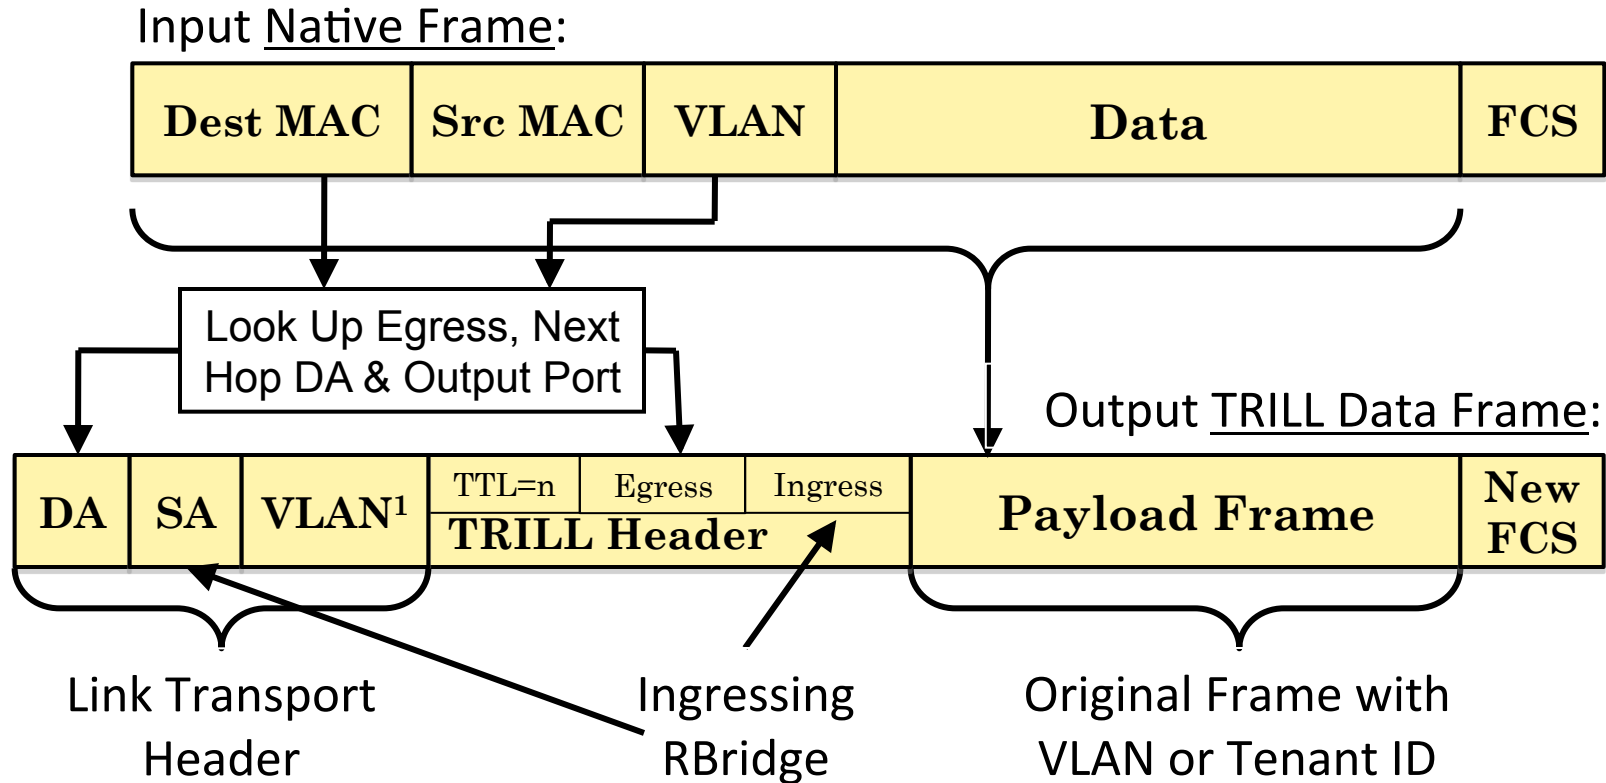 Input Native Frame:
Dest MAC Src MAC VLAN Data FCS
Look Up Egress, Next
Hop DA & Output Port
Output TRILL Data Frame:
DA SA VLAN¹
TTL=n Egress Ingress
TRILL Header
Payload Frame
New
FCS
Link Transport
Header
Ingressing
RBridge
Original Frame with
VLAN or Tenant ID